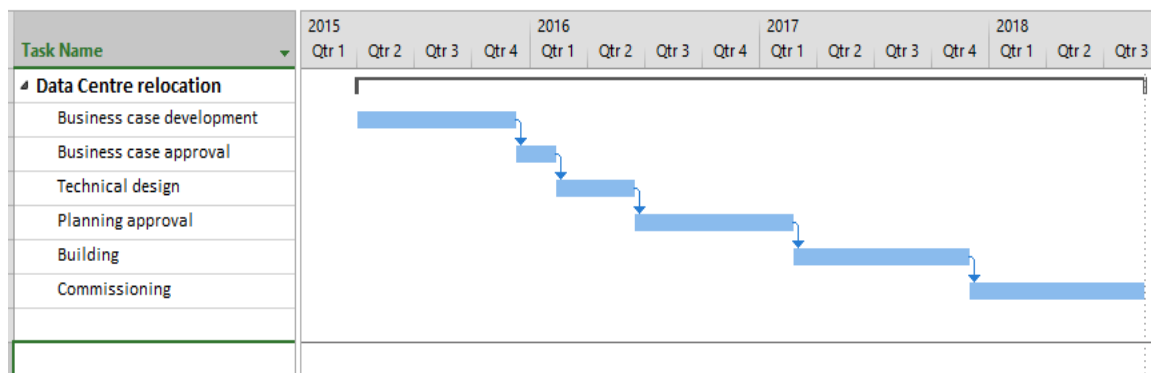 2015 2016 2017 2018
Task Name Qtr 1 Qtr 2 Qtr 3 Qtr 4 Qtr 1 Qtr 2 Qtr 3 Qtr 4 Qtr 1 Qtr 2 Qtr 3 Qtr 4 Qtr 1 Qtr 2 Qtr 3
Data Centre relocation
Business case development
Business case approval
Technical design
Planning approval
Building
Commissioning